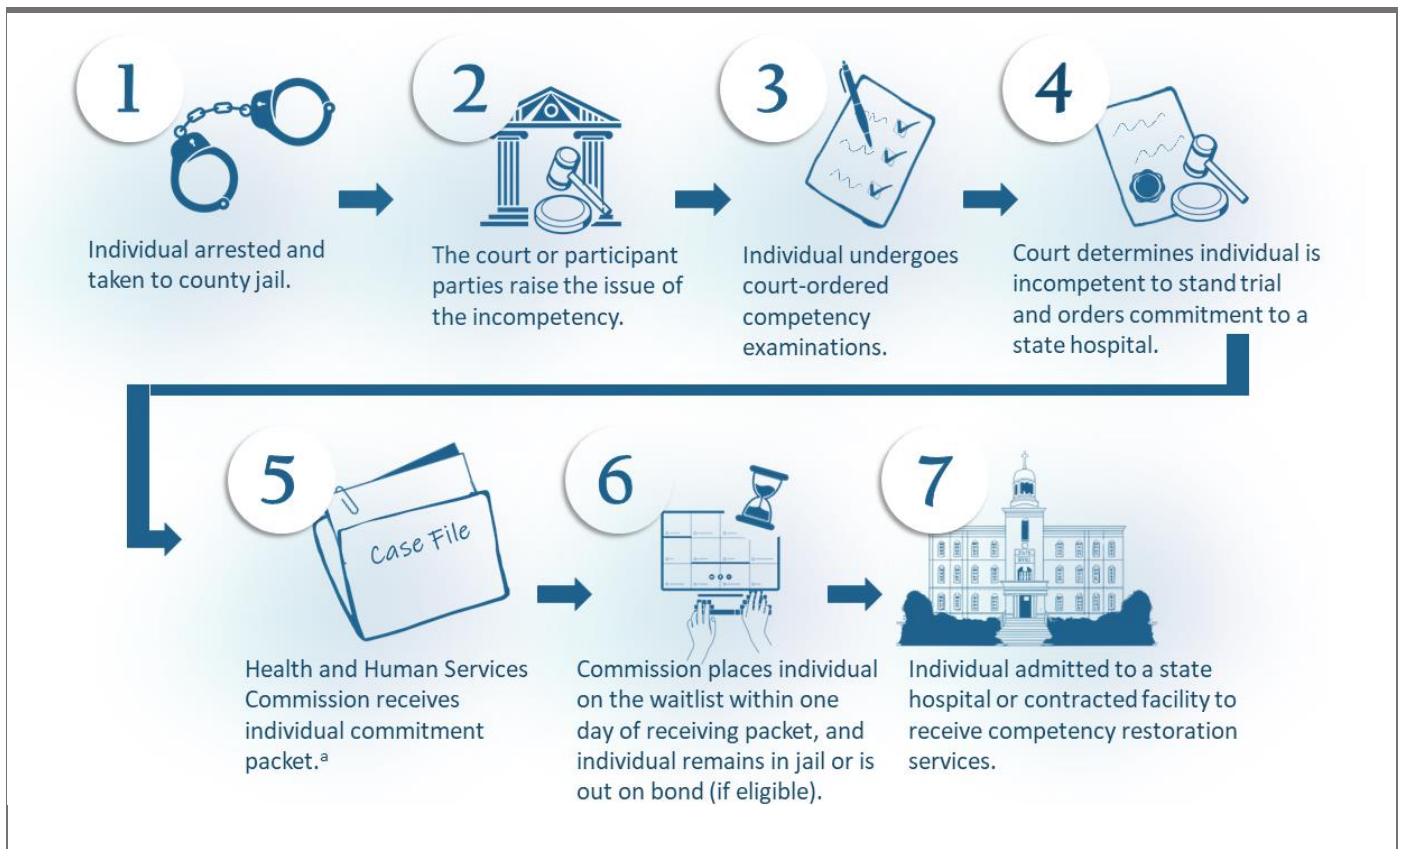 1
Individual arrested and
taken to county jail.
2
The court or participant
parties raise the issue of
the incompetency.
3
Individual undergoes
court-ordered
competency
examinations.
4
Court determines individual is
incompetent to stand trial
and orders commitment to a
state hospital.
5
Case File
Health and Human Services
Commission receives
individual commitment
packet.ᵃ
6
Commission places individual
on the waitlist within one
day of receiving packet, and
individual remains in jail or is
out on bond (if eligible).
7
Individual admitted to a state
hospital or contracted facility to
receive competency restoration
services.